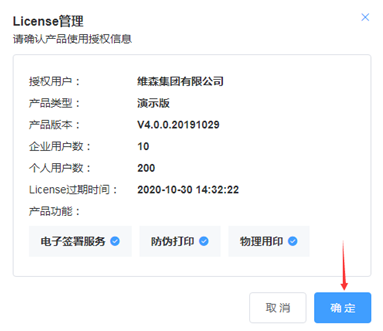 License管理
请确认产品使用授权信息
授权用户： 维森集团有限公司
产品类型： 演示版
产品版本： V4.0.0.20191029
企业用户数： 10
个人用户数： 200
License过期时间： 2020-10-30 14:32:22
产品功能：
电子签署服务 防伪打印 物理用印
取消 确定